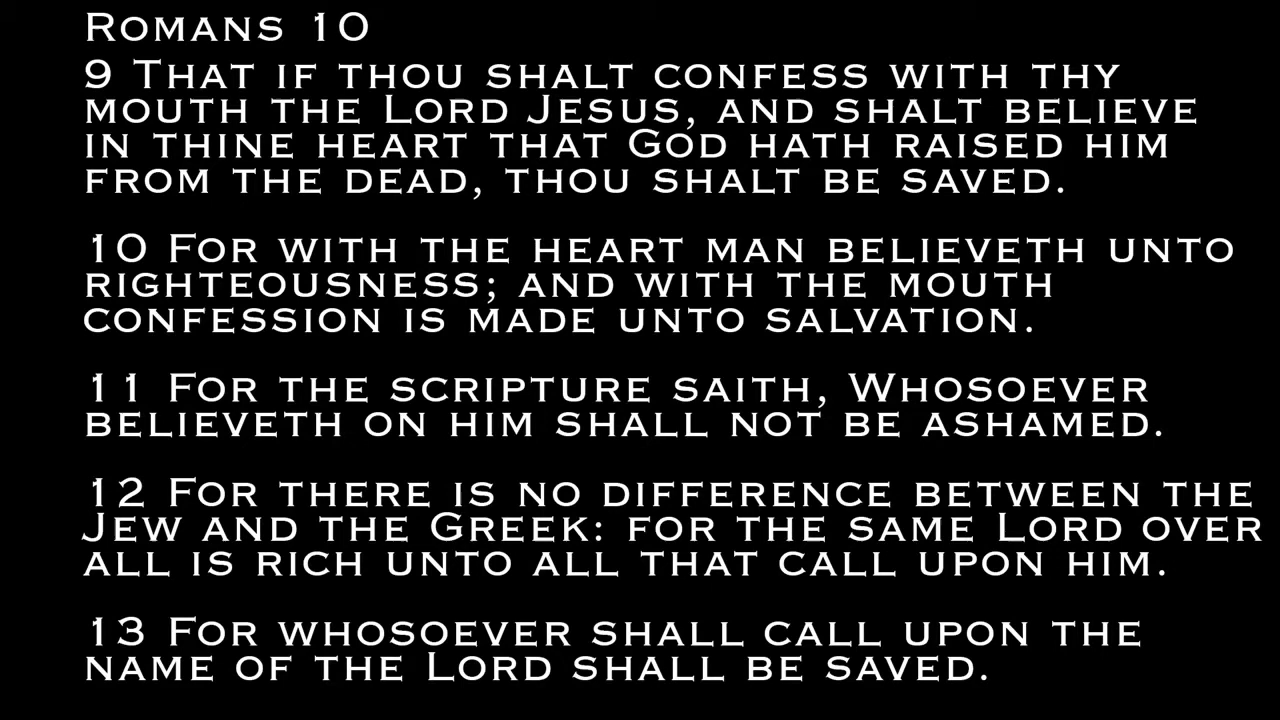 Romans 10
9 That if thou shalt confess with thy
mouth the Lord Jesus, and shalt believe
in thine heart that God hath raised him
from the dead, thou shalt be saved.
10 For with the heart man believeth unto
righteousness; and with the mouth
confession is made unto salvation.
11 For the scripture saith, Whosoever
believeth on him shall not be ashamed.
12 For there is no difference between the
Jew and the Greek: for the same Lord over
all is rich unto all that call upon him.
13 For whosoever shall call upon the
name of the Lord shall be saved.